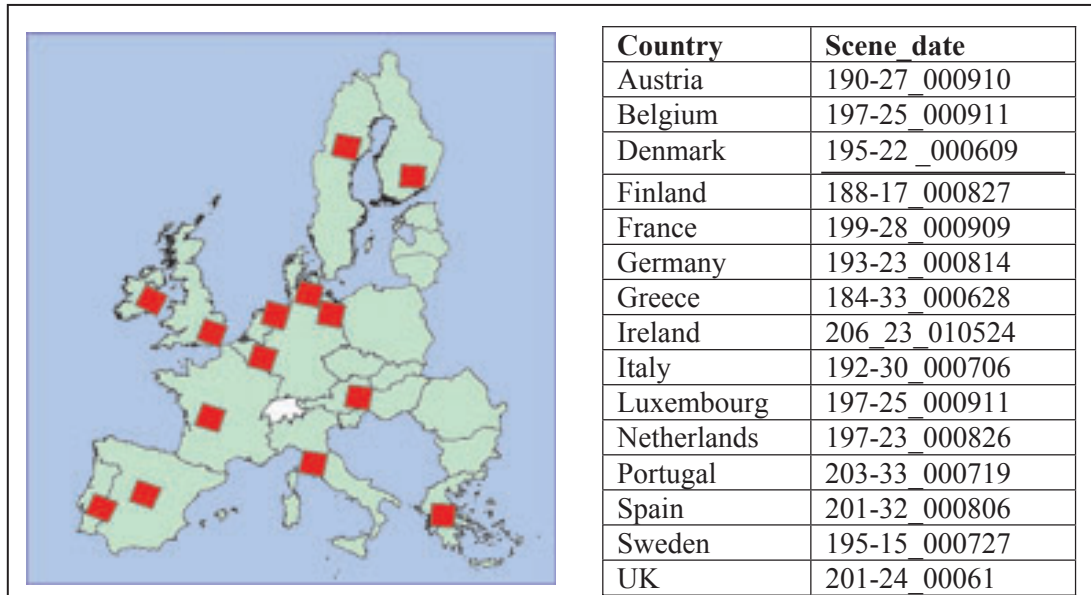 Country Scene_date
Austria 190-27_000910
Belgium 197-25_000911
Denmark 195-22 _000609
Finland 188-17_000827
France 199-28_000909
Germany 193-23_000814
Greece 184-33_000628
Ireland 206_23_010524
Italy 192-30_000706
Luxembourg 197-25_000911
Netherlands 197-23_000826
Portugal 203-33_000719
Spain 201-32_000806
Sweden 195-15_000727
UK 201-24_00061